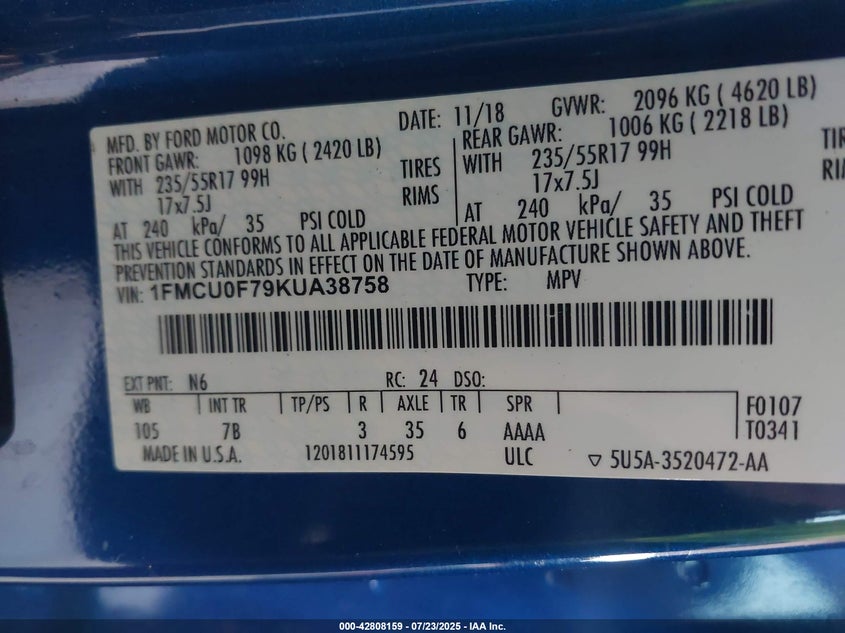 MFD. BY FORD MOTOR CO. DATE: 11/18 GVWR: 2096 KG ( 4620 LB)
FRONT GAWR: 1098 KG ( 2420 LB) REAR GAWR: 1006 KG ( 2218 LB)
WITH 235/55R17 99H TIRES WITH 235/55R17 99H
17x7.5J RIMS 17x7.5J
AT 240 kPa/ 35 PSI COLD AT 240 kPa/ 35 PSI COLD
THIS VEHICLE CONFORMS TO ALL APPLICABLE FEDERAL MOTOR VEHICLE SAFETY AND THEFT
PREVENTION STANDARDS IN EFFECT ON THE DATE OF MANUFACTURE SHOWN ABOVE.
VIN: 1FMCU0F79KUA38758 TYPE: MPV
EXT PNT: N6 RC: 24 DSO:
WB INT TR TP/PS R AXLE TR SPR F0107
105 7B 3 35 6 AAAA T0341
MADE IN U.S.A. 1201811174595 ULC ▽ 5U5A-3520472-AA
000-42808159 - 07/23/2025 - IAA Inc.